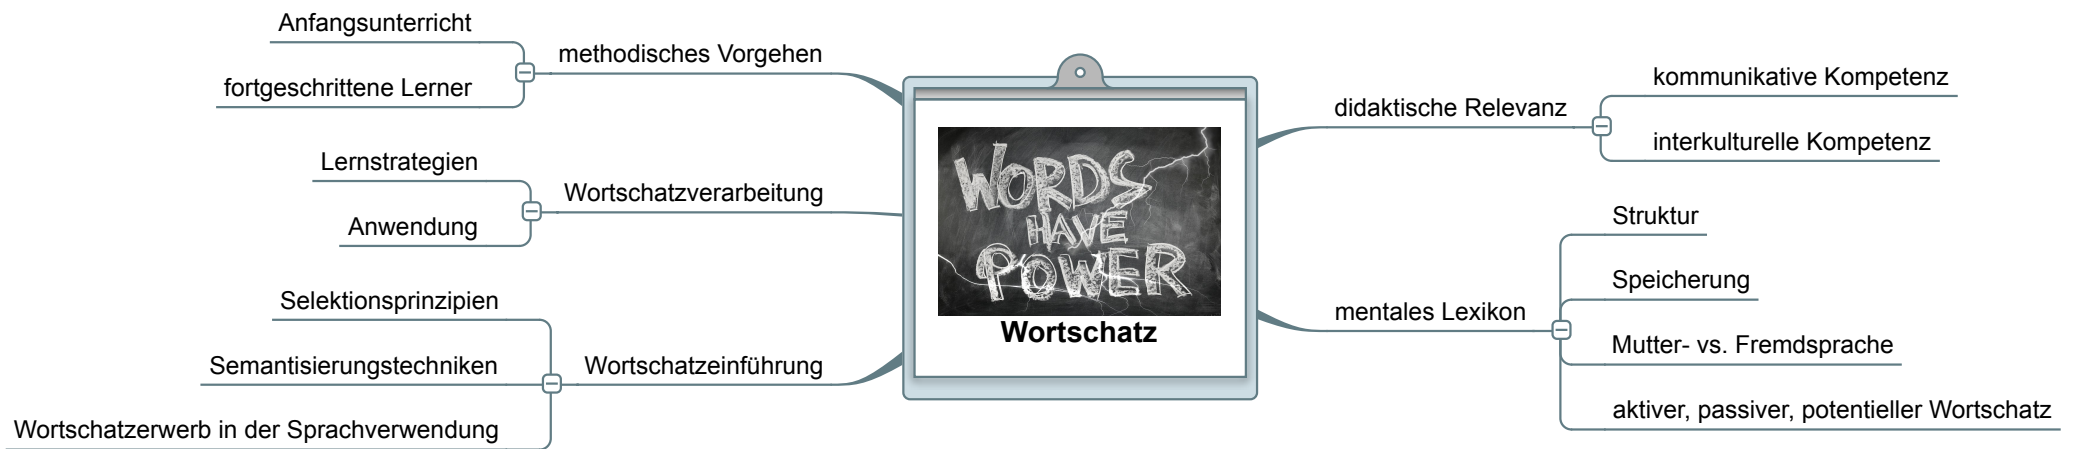 Anfangsunterricht
fortgeschrittene Lerner
methodisches Vorgehen
Lernstrategien
Anwendung
Wortschatzverarbeitung
Selektionsprinzipien
Semantisierungstechniken
Wortschatzerwerb in der Sprachverwendung
Wortschatzeinführung
WORDS
HAVE
POWER
Wortschatz
didaktische Relevanz
kommunikative Kompetenz
interkulturelle Kompetenz
mentales Lexikon
Struktur
Speicherung
Mutter- vs. Fremdsprache
aktiver, passiver, potentieller Wortschatz